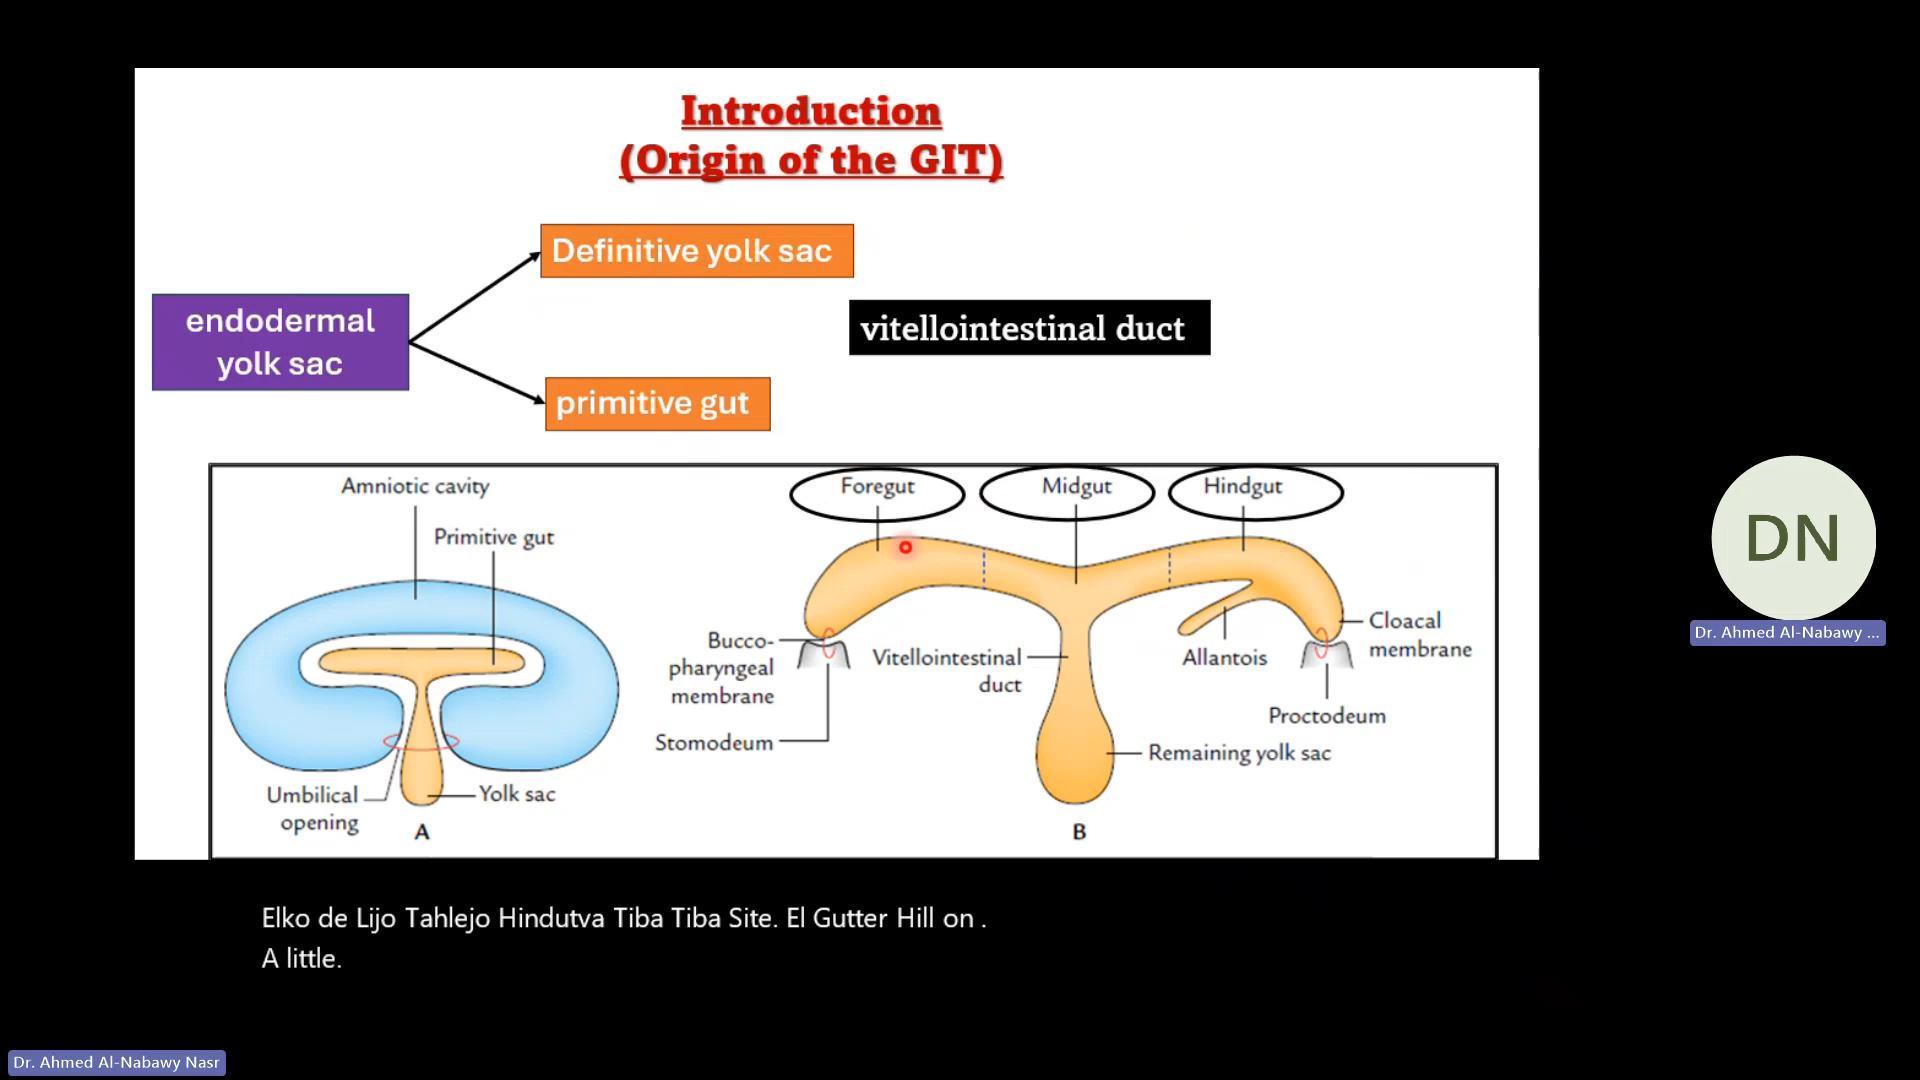 Introduction
(Origin of the GIT)
Definitive yolk sac
endodermal
yolk sac
vitellointestinal duct
primitive gut
Amniotic cavity
Primitive gut
Umbilical
opening
Yolk sac
A
Foregut
Midgut
Hindgut
Bucco-
pharyngeal
membrane
Stomodeum
Vitellointestinal
duct
Allantois
Cloacal
membrane
Proctodeum
Remaining yolk sac
B
DN
Dr. Ahmed Al-Nabawy ...
Elko de Lijo Tahlejo Hindutva Tiba Tiba Site. El Gutter Hill on .
A little.
Dr. Ahmed Al-Nabawy Nasr